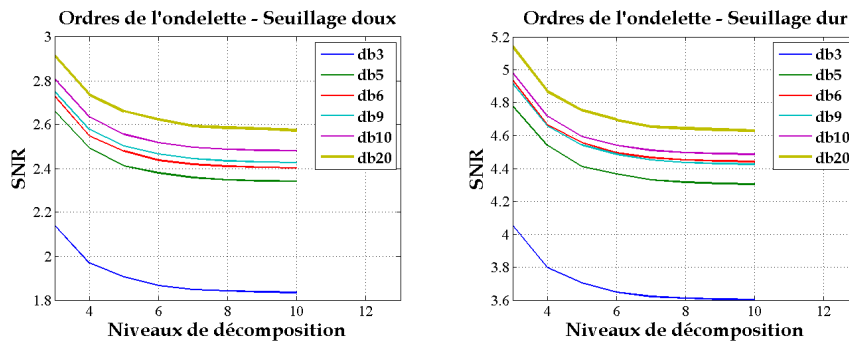 Ordres de l'ondelette - Seuillage doux
3
2.8
2.6
2.4
2.2
2
1.8
SNR
4
6
8
10
12
Niveaux de décomposition
db3
db5
db6
db9
db10
db20
Ordres de l'ondelette - Seuillage dur
5.2
5
4.8
4.6
4.4
4.2
4
3.8
3.6
SNR
4
6
8
10
12
Niveaux de décomposition
db3
db5
db6
db9
db10
db20